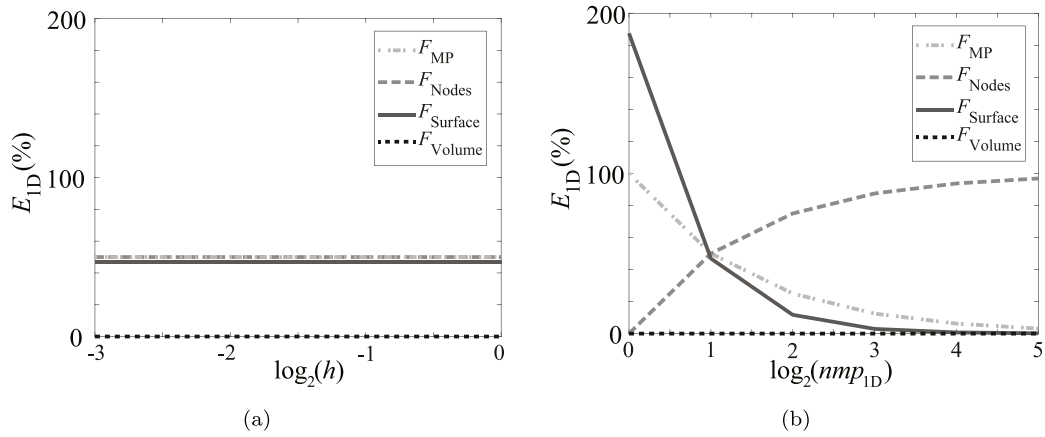 200
100
0
E1D(%)
-3 -2 -1 0
log2(h)
FMP
FNodes
FSurface
FVolume
(a)
200
100
0
E1D(%)
0 1 2 3 4 5
log2(nmp1D)
FMP
FNodes
FSurface
FVolume
(b)